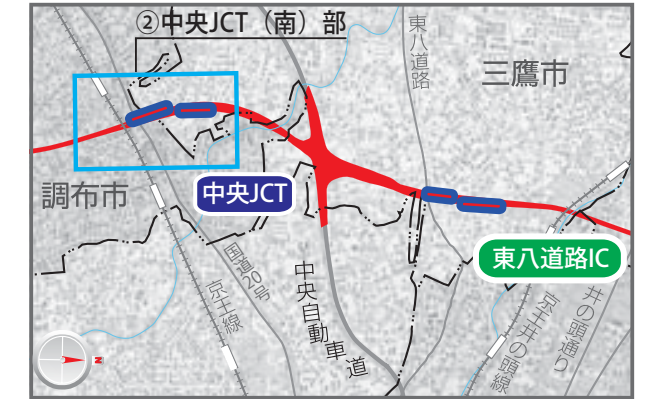 ②中央JCT（南）部
東八道路
三鷹市
調布市
中央JCT
国道20号
京王線
中央自動車道
東八道路IC
京王井の頭線
井の頭通り
N